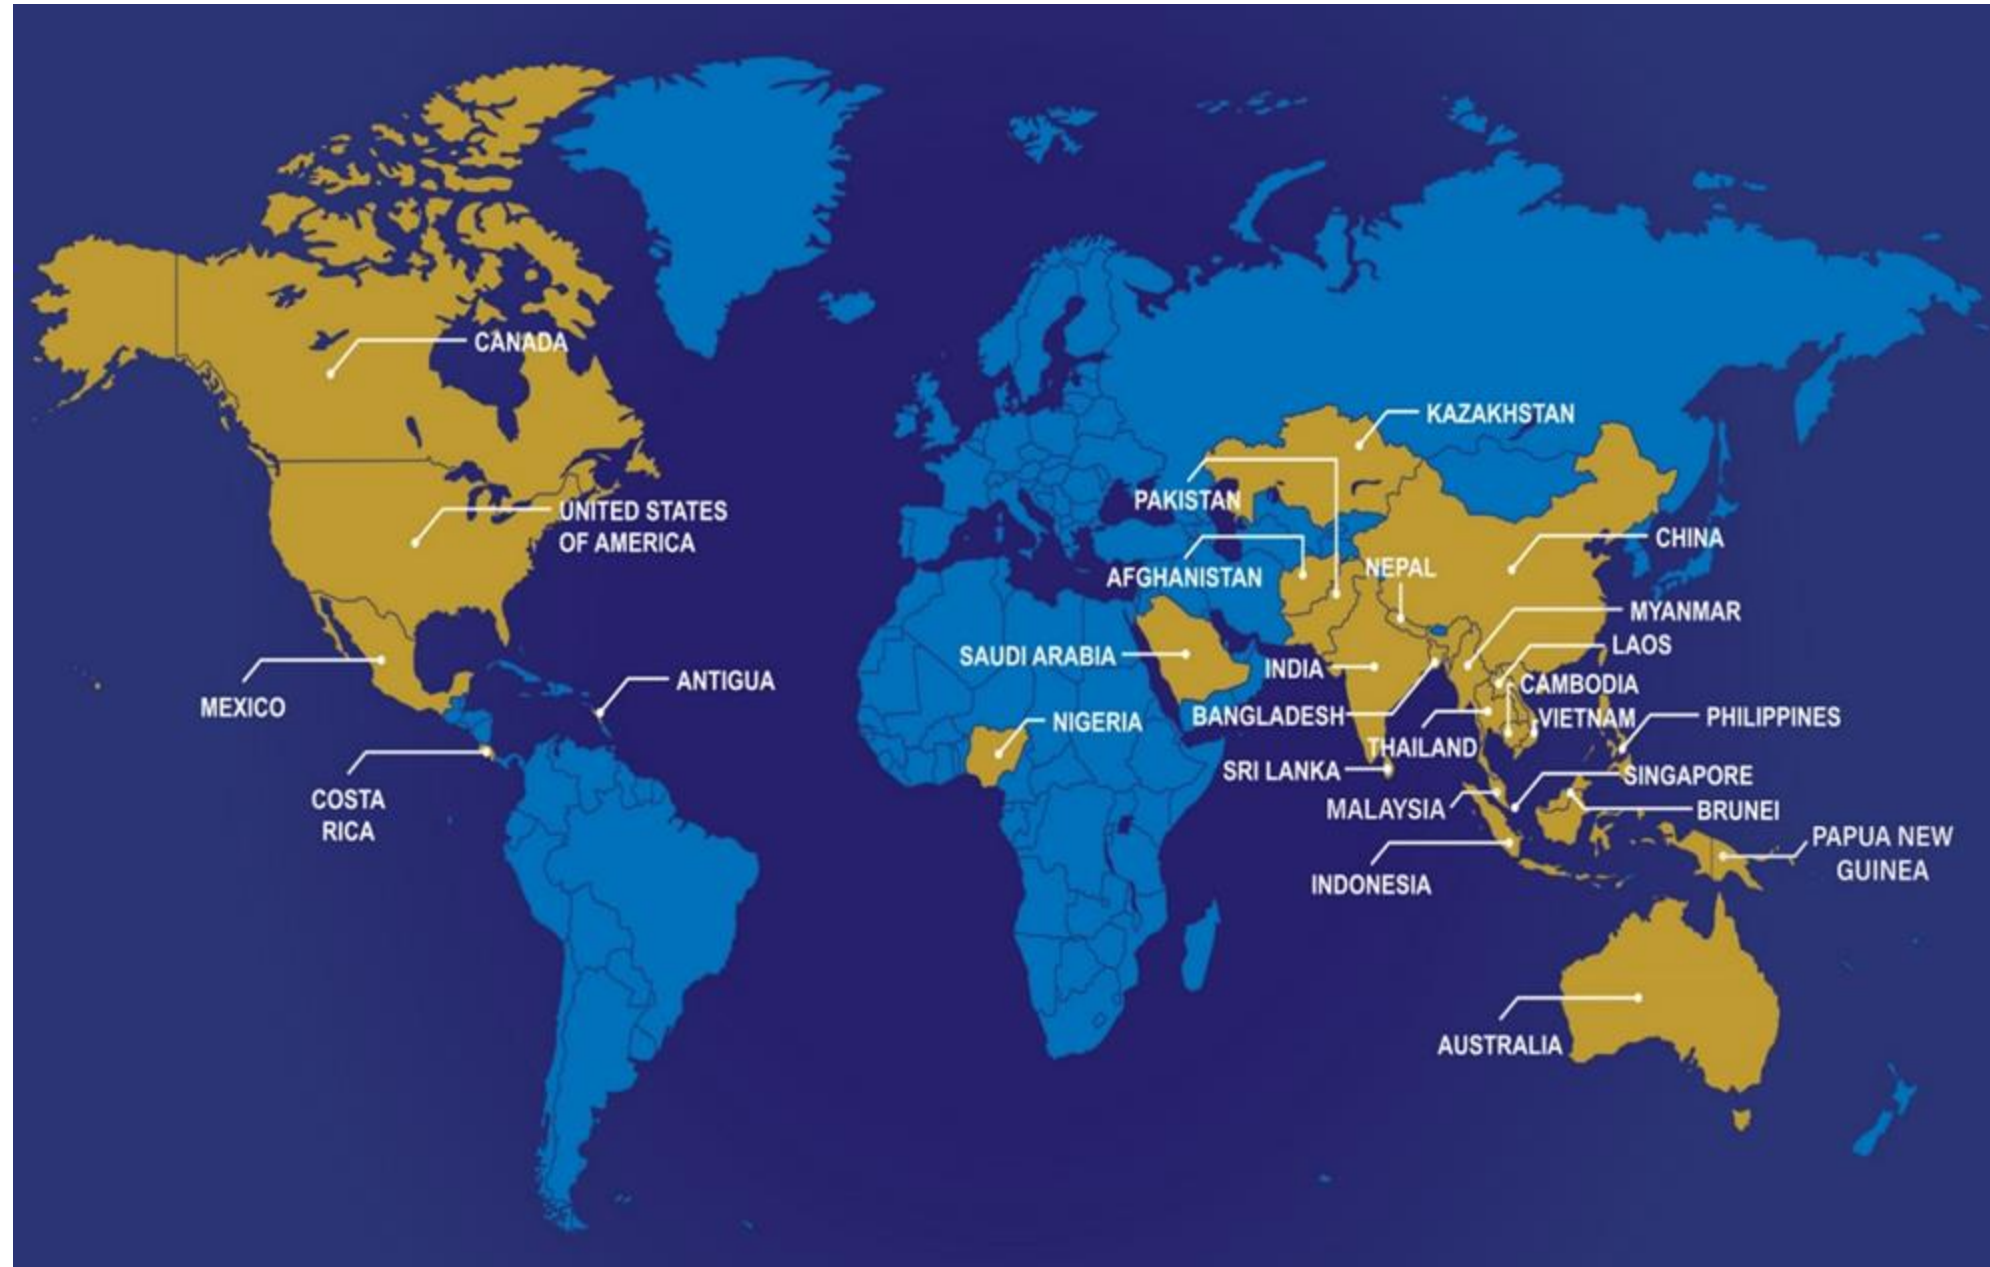 CANADA
KAZAKHSTAN
PAKISTAN
UNITED STATES
OF AMERICA
CHINA
NEPAL
AFGHANISTAN
MYANMAR
LAOS
SAUDI ARABIA
INDIA
ANTIGUA
CAMBODIA
MEXICO
BANGLADESH
VIETNAM
PHILIPPINES
NIGERIA
THAILAND
SRI LANKA
SINGAPORE
COSTA
RICA
MALAYSIA
BRUNEI
PAPUA NEW
GUINEA
INDONESIA
AUSTRALIA